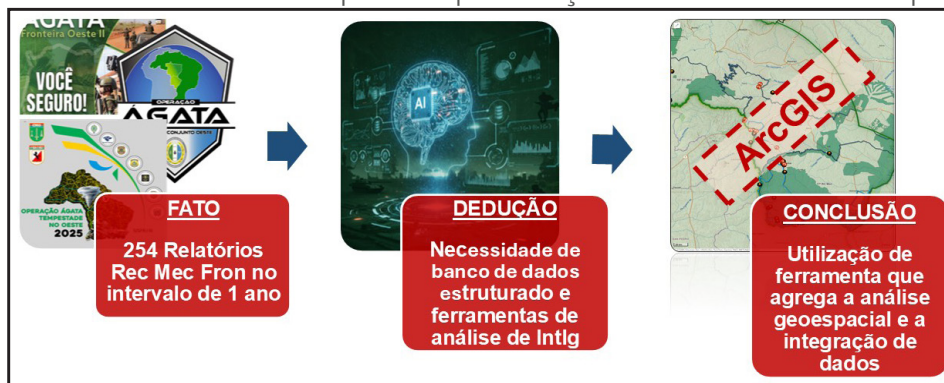 ÁGATA
Fronteira Oeste II
VOCÊ
SEGURO!
OPERAÇÃO
ÁGATA
CONJUNTO OESTE
OPERAÇÃO ÁGATA
TEMPESTADE
NO OESTE
2025
FATO
254 Relatórios
Rec Mec Fron no
intervalo de 1 ano
AI
DEDUÇÃO
Necessidade de
banco de dados
estruturado e
ferramentas de
análise de Intlg
ArcGIS
CONCLUSÃO
Utilização de
ferramenta que
agrega a análise
geoespacial e a
integração de
dados